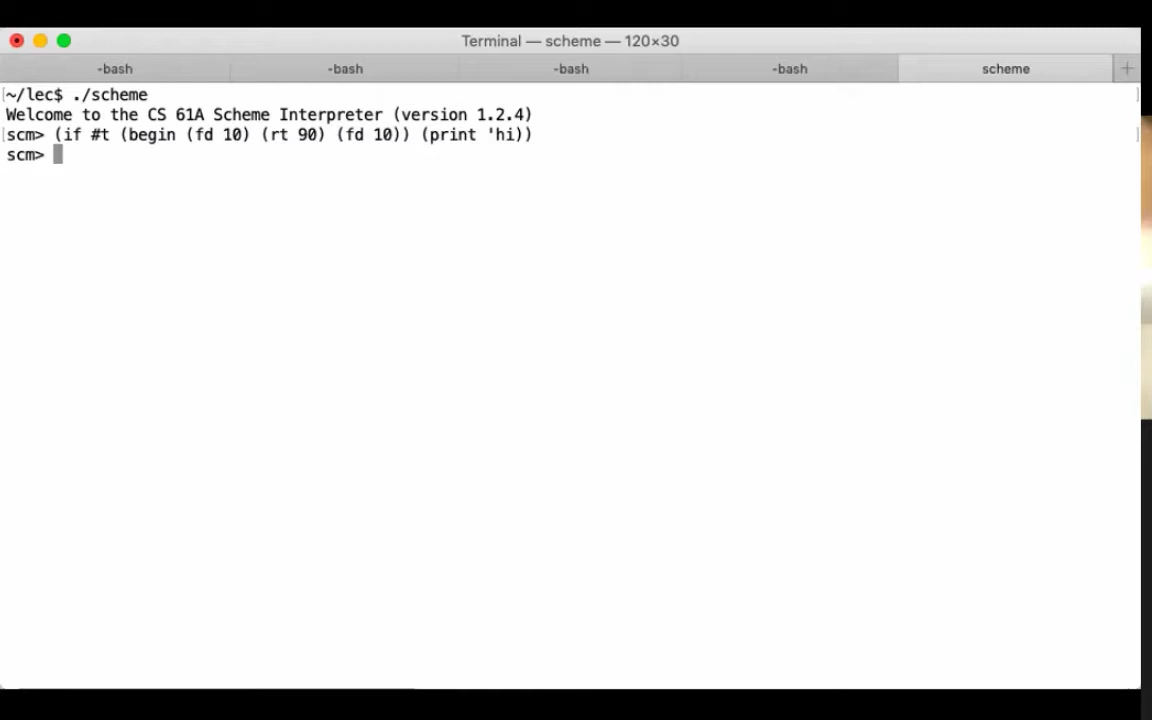 Terminal — scheme — 120×30
-bash -bash -bash -bash scheme +
[~/lec$ ./scheme ]
Welcome to the CS 61A Scheme Interpreter (version 1.2.4)
[scm> (if #t (begin (fd 10) (rt 90) (fd 10)) (print 'hi)) ]
scm>